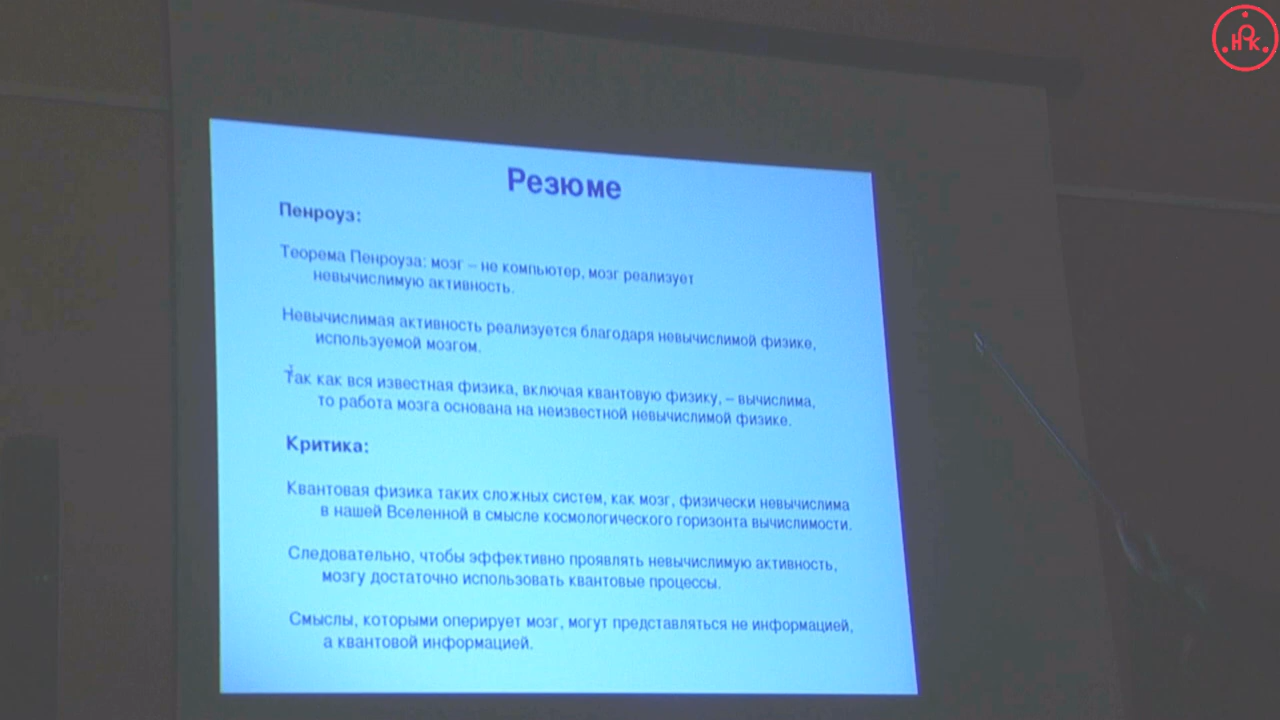 НРК
Резюме
Пенроуз:
Теорема Пенроуза: мозг – не компьютер, мозг реализует
невычислимую активность.
Невычислимая активность реализуется благодаря невычислимой физике,
используемой мозгом.
Так как вся известная физика, включая квантовую физику, – вычислима,
то работа мозга основана на неизвестной невычислимой физике.
Критика:
Квантовая физика таких сложных систем, как мозг, физически невычислима
в нашей Вселенной в смысле космологического горизонта вычислимости.
Следовательно, чтобы эффективно проявлять невычислимую активность,
мозгу достаточно использовать квантовые процессы.
Смыслы, которыми оперирует мозг, могут представляться не информацией,
а квантовой информацией.